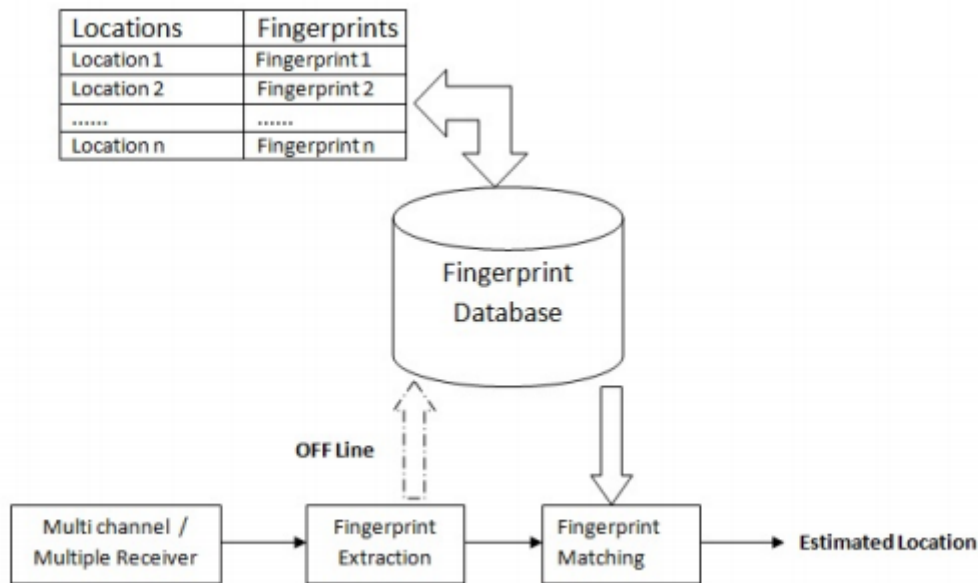 Locations Fingerprints
Location 1 Fingerprint 1
Location 2 Fingerprint 2
...... ......
Location n Fingerprint n
Fingerprint
Database
OFF Line
Multi channel /
Multiple Receiver
Fingerprint
Extraction
Fingerprint
Matching
Estimated Location